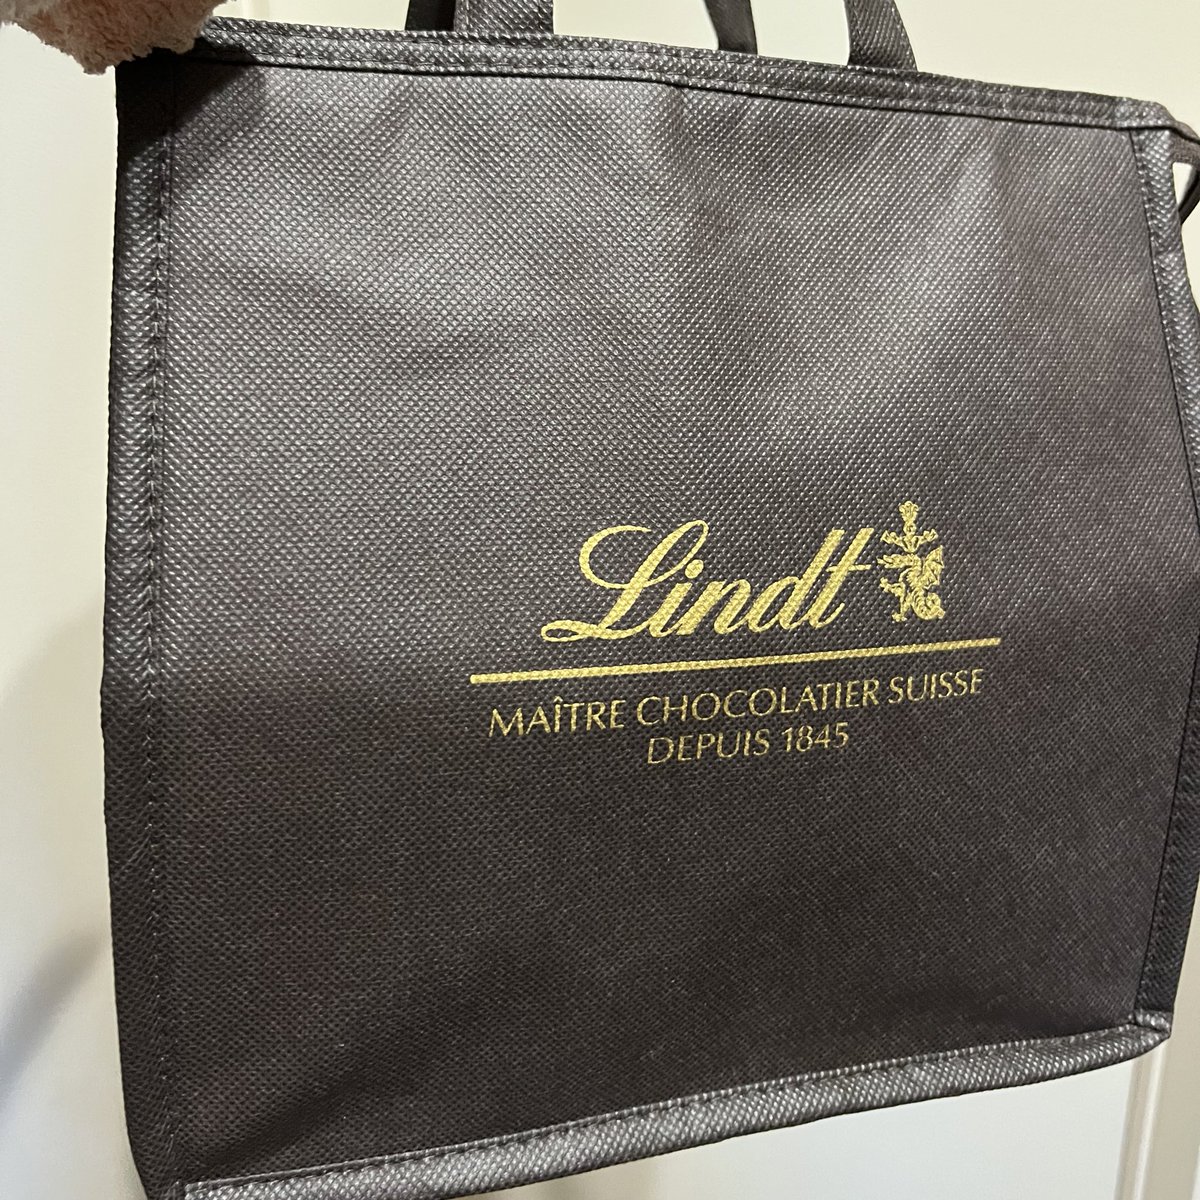 Lindt
MAÎTRE CHOCOLATIER SUISSE
DEPUIS 1845